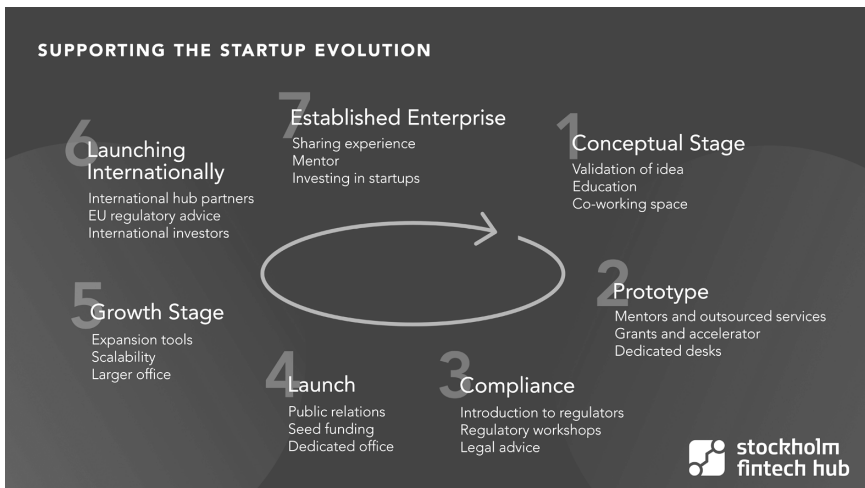 SUPPORTING THE STARTUP EVOLUTION
1
Conceptual Stage
Validation of idea
Education
Co-working space
2
Prototype
Mentors and outsourced services
Grants and accelerator
Dedicated desks
3
Compliance
Introduction to regulators
Regulatory workshops
Legal advice
4
Launch
Public relations
Seed funding
Dedicated office
5
Growth Stage
Expansion tools
Scalability
Larger office
6
Launching
Internationally
International hub partners
EU regulatory advice
International investors
7
Established Enterprise
Sharing experience
Mentor
Investing in startups
stockholm
fintech hub